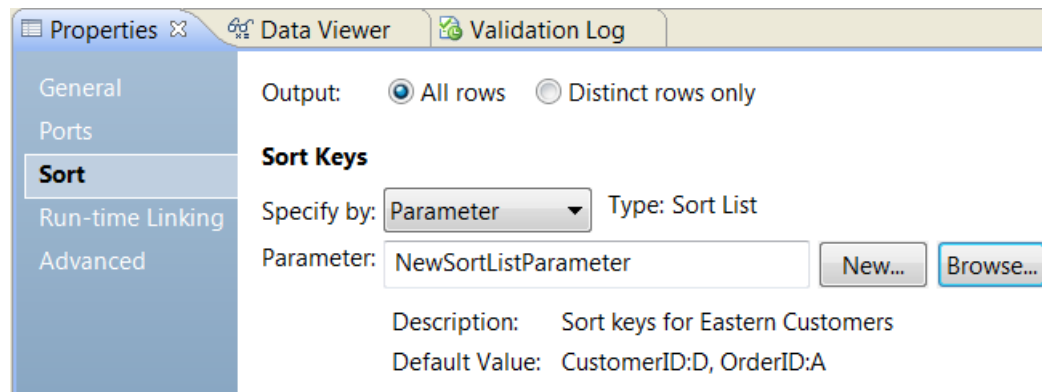 Properties Data Viewer Validation Log
General
Ports
Sort
Run-time Linking
Advanced
Output: All rows Distinct rows only
Sort Keys
Specify by: Parameter Type: Sort List
Parameter: NewSortListParameter New... Browse...
Description: Sort keys for Eastern Customers
Default Value: CustomerID:D, OrderID:A